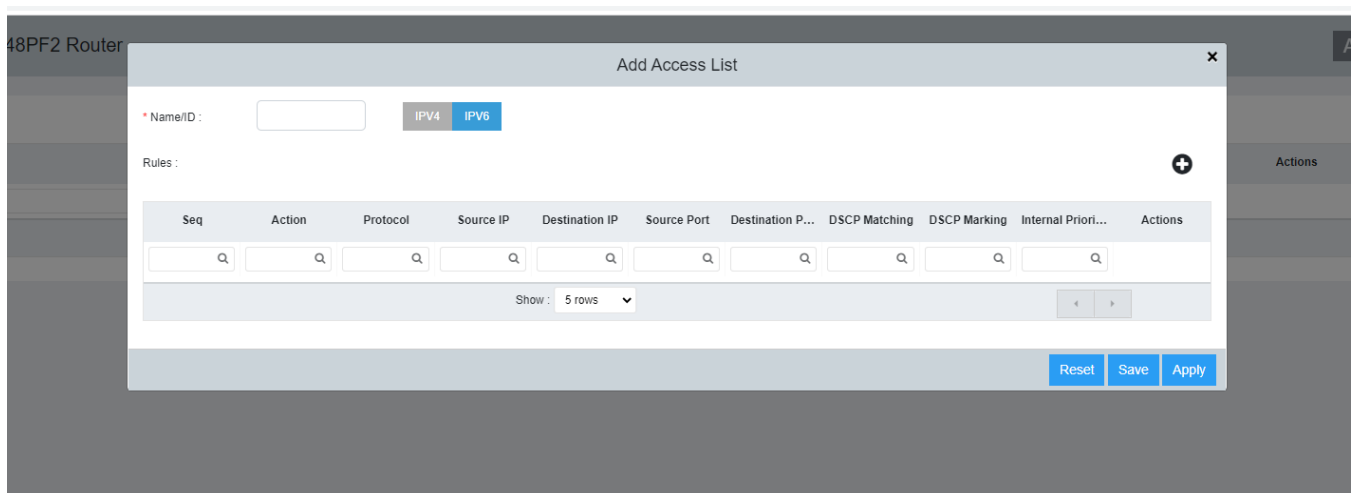 48PF2 Router
Add Access List
×
* Name/ID :
IPV4 IPV6
Rules :
Actions
Seq Action Protocol Source IP Destination IP Source Port Destination P... DSCP Matching DSCP Marking Internal Priori... Actions
Show : 5 rows
Reset Save Apply